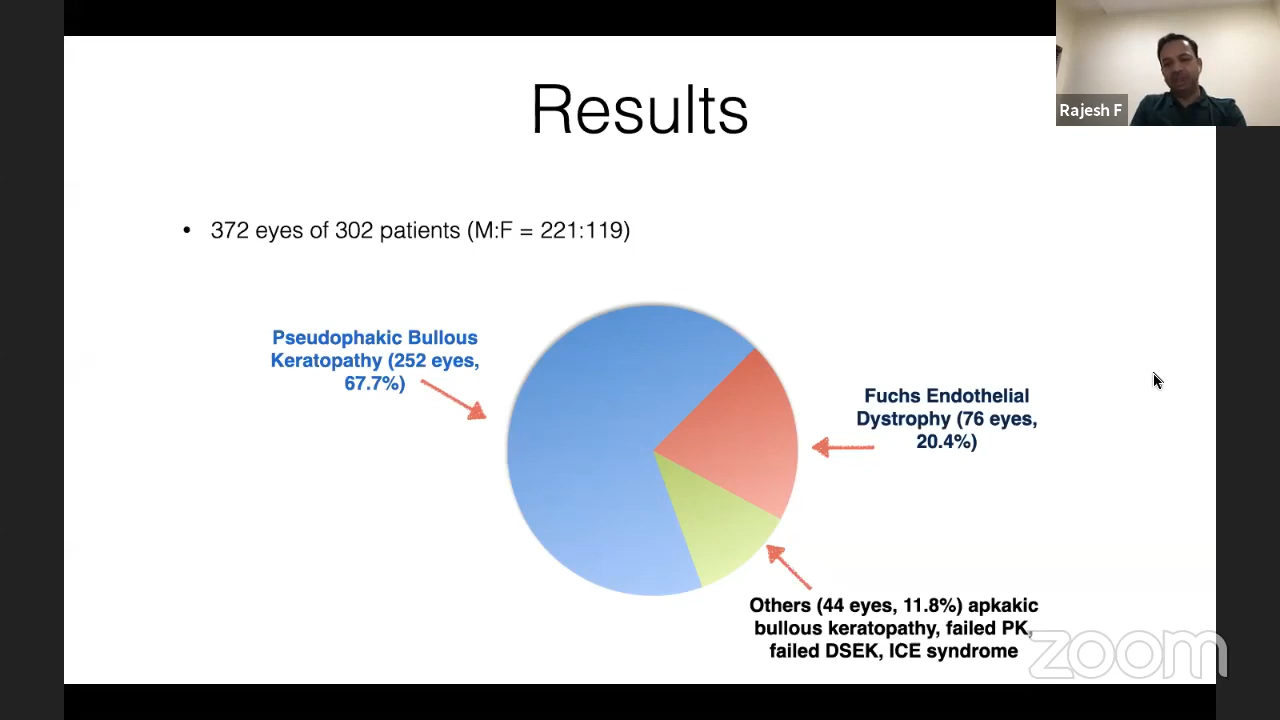 Results
Rajesh F
• 372 eyes of 302 patients (M:F = 221:119)
Pseudophakic Bullous
Keratopathy (252 eyes,
67.7%)
Fuchs Endothelial
Dystrophy (76 eyes,
20.4%)
Others (44 eyes, 11.8%) apkakic
bullous keratopathy, failed PK,
failed DSEK, ICE syndrome
zoom